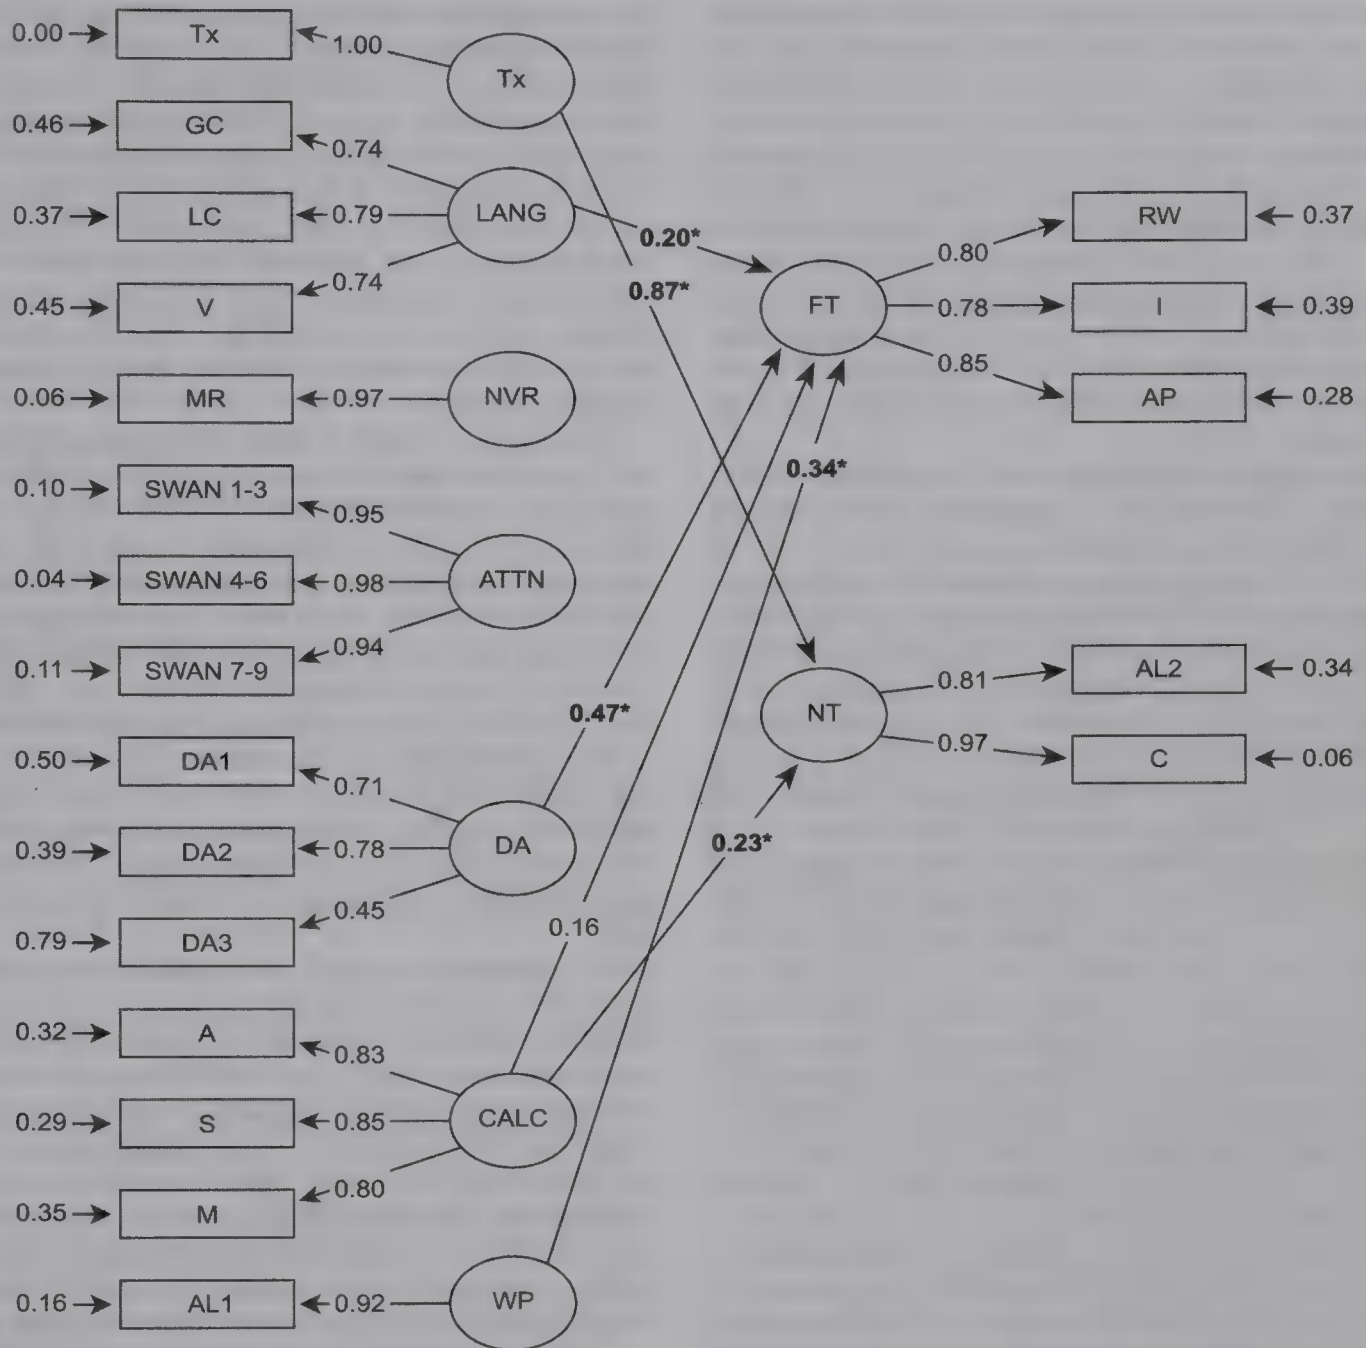 0.00 Tx 1.00 Tx
0.46 GC 0.74
0.37 LC 0.79 LANG RW 0.37
0.20* 0.80
0.45 V 0.74 0.87* FT 0.78 I 0.39
0.85
0.06 MR 0.97 NVR AP 0.28
0.34*
0.10 SWAN 1-3 0.95
0.04 SWAN 4-6 0.98 ATTN
0.94
0.11 SWAN 7-9 0.81 AL2 0.34
0.47* NT
0.50 DA1 0.71 0.97 C 0.06
0.39 DA2 0.78 DA 0.23*
0.45
0.79 DA3 0.16
0.32 A 0.83
0.29 S 0.85 CALC
0.80
0.35 M
0.16 AL1 0.92 WP